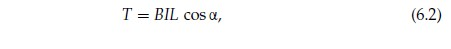 T = BIL cos α, (6.2)